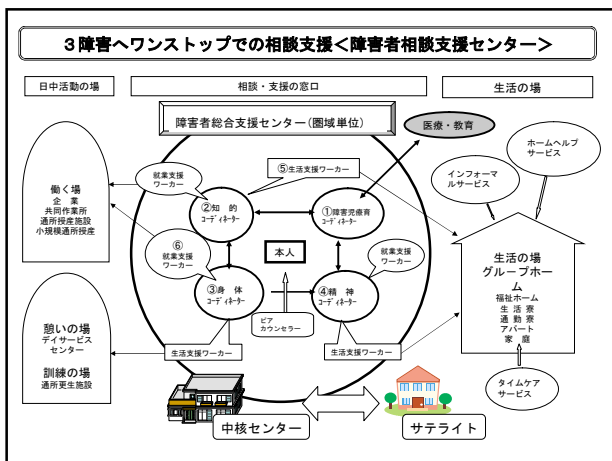 ３障害へワンストップでの相談支援＜障害者相談支援センター＞
日中活動の場
相談・支援の窓口
生活の場
障害者総合支援センター(圏域単位)
医療・教育
ホームヘルプ
サービス
インフォーマ
ルサービス
就業支援
ワーカー
⑤生活支援ワーカー
働く場
企　業
共同作業所
通所授産施設
小規模通所授産
②知　的
コーディネーター
①障害児療育
コーディネーター
⑥
就業支援
ワーカー
本人
就業支援
ワーカー
③身　体
コーディネーター
④精　神
コーディネーター
生活の場
グループホー
ム
福祉ホーム
生 活 寮
通 勤 寮
アパート
家　庭
ピア
カウンセラー
憩いの場
デイサービス
センター
訓練の場
通所更生施設
生活支援ワーカー
生活支援ワーカー
タイムケア
サービス
中核センター
サテライト